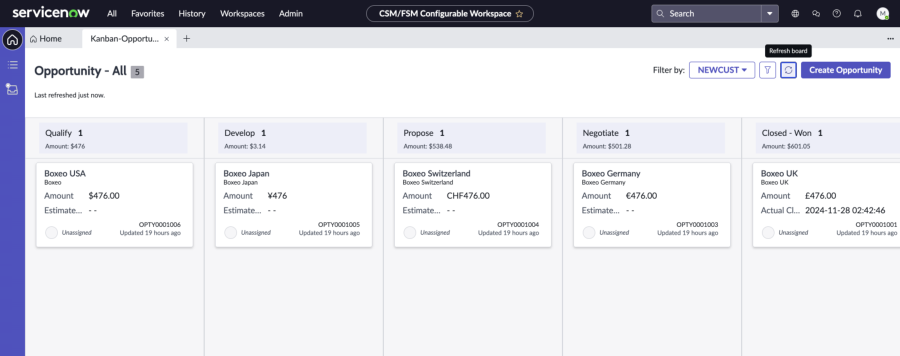 servicenow All Favorites History Workspaces Admin CSM/FSM Configurable Workspace Search M
Home Kanban-Opportu...
Refresh board
Opportunity - All 5 Filter by: NEWCUST Create Opportunity
Last refreshed just now.
Qualify 1
Amount: $476
Boxeo USA
Boxeo
Amount $476.00
Estimate... - -
OPTY0001006
Unassigned Updated 19 hours ago
Develop 1
Amount: $3.14
Boxeo Japan
Boxeo Japan
Amount ¥476
Estimate... - -
OPTY0001005
Unassigned Updated 19 hours ago
Propose 1
Amount: $538.48
Boxeo Switzerland
Boxeo Switzerland
Amount CHF476.00
Estimate... - -
OPTY0001004
Unassigned Updated 19 hours ago
Negotiate 1
Amount: $501.28
Boxeo Germany
Boxeo Germany
Amount €476.00
Estimate... - -
OPTY0001003
Unassigned Updated 19 hours ago
Closed - Won 1
Amount: $601.05
Boxeo UK
Boxeo UK
Amount £476.00
Actual Cl... 2024-11-28 02:42:46
OPTY0001001
Unassigned Updated 19 hours ago